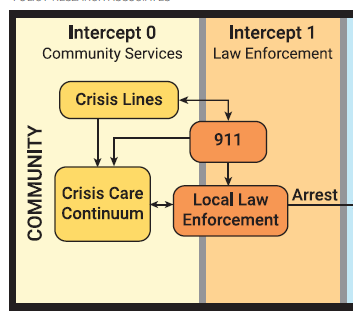 Intercept 0
Community Services
Intercept 1
Law Enforcement
Crisis Lines
911
COMMUNITY
Crisis Care
Continuum
Local Law
Enforcement
Arrest